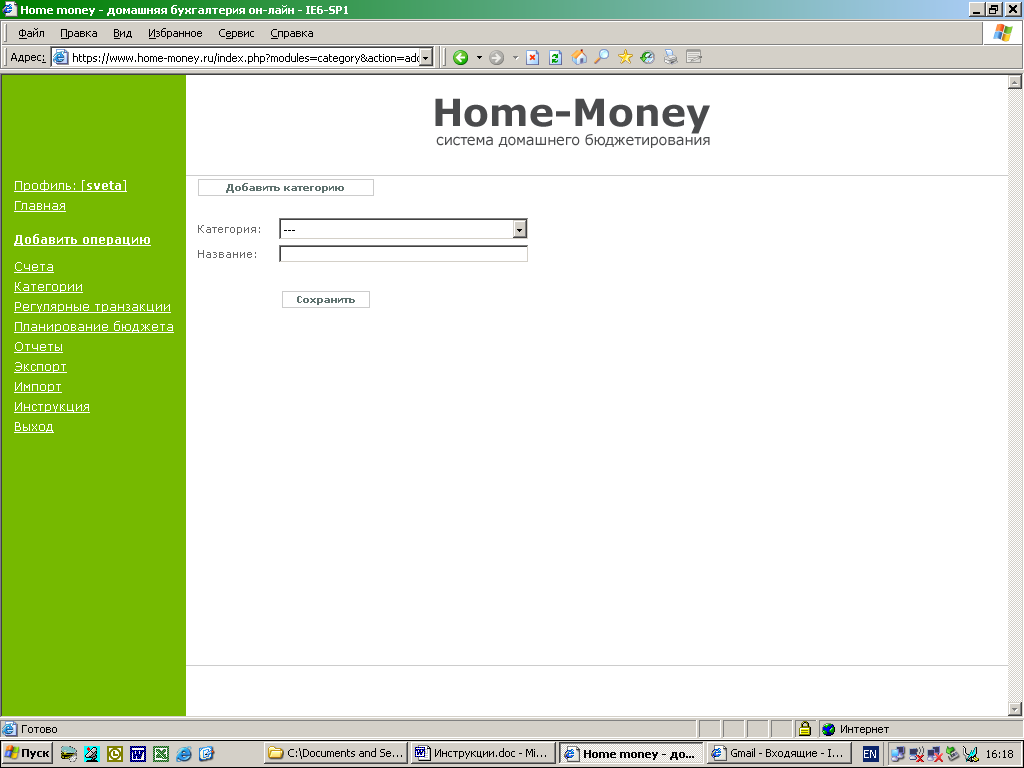 Home money - домашняя бухгалтерия он-лайн - IE6-SP1
Файл Правка Вид Избранное Сервис Справка
Адрес: https://www.home-money.ru/index.php?modules=category&action=add
Home-Money
система домашнего бюджетирования
Профиль: [sveta]
Главная
Добавить операцию
Счета
Категории
Регулярные транзакции
Планирование бюджета
Отчеты
Экспорт
Импорт
Инструкция
Выход
Добавить категорию
Категория: ---
Название:
Сохранить
Готово Интернет
Пуск C:\Documents and Se... Инструкции.doc - Mi... Home money - до... Gmail - Входящие - I... EN 16:18